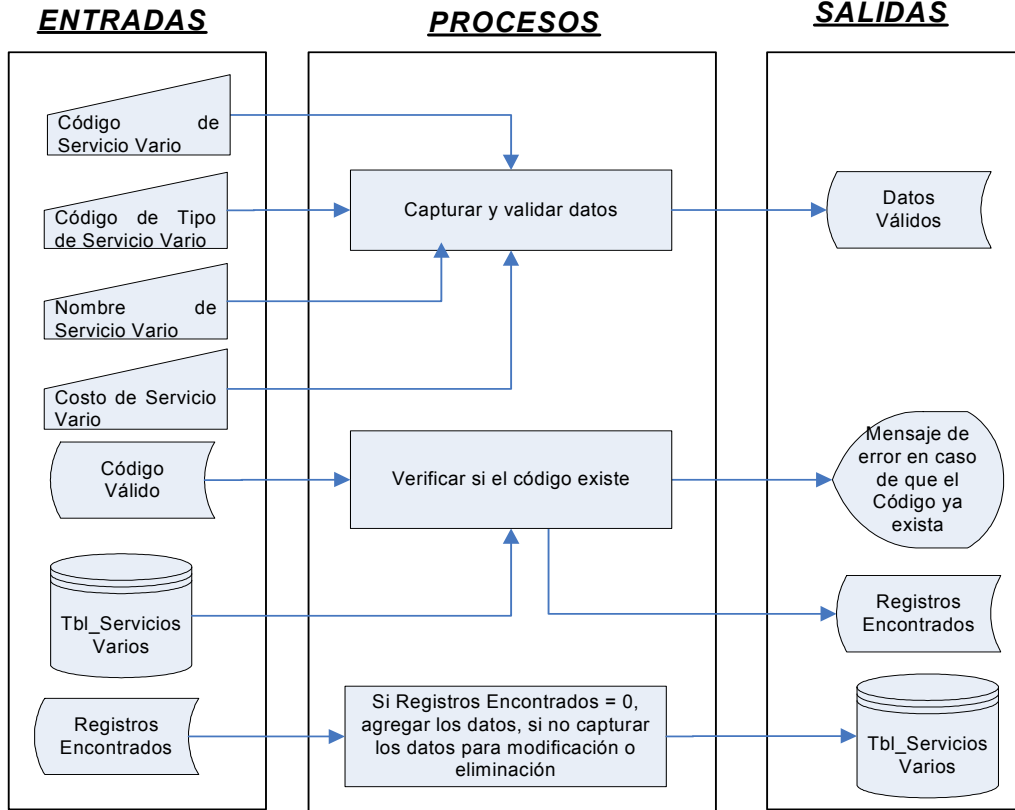 ENTRADAS
PROCESOS
SALIDAS
Código de
Servicio Vario
Código de Tipo
de Servicio Vario
Nombre de
Servicio Vario
Costo de Servicio
Vario
Capturar y validar datos
Datos
Válidos
Código
Válido
Tbl_Servicios
Varios
Verificar si el código existe
Mensaje de
error en caso
de que el
Código ya
exista
Registros
Encontrados
Registros
Encontrados
Si Registros Encontrados = 0,
agregar los datos, si no capturar
los datos para modificación o
eliminación
Tbl_Servicios
Varios